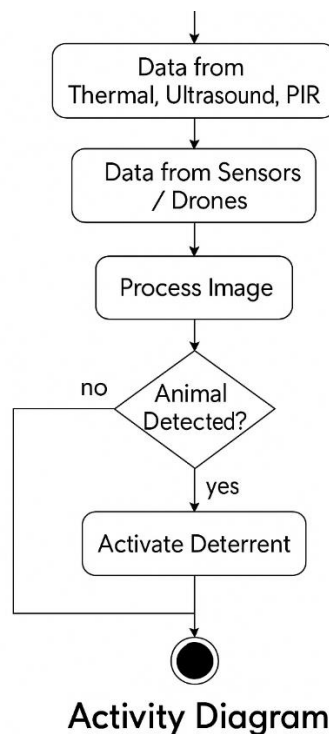 Data from
Thermal, Ultrasound, PIR
Data from Sensors
/ Drones
Process Image
no
Animal
Detected?
yes
Activate Deterrent
Activity Diagram